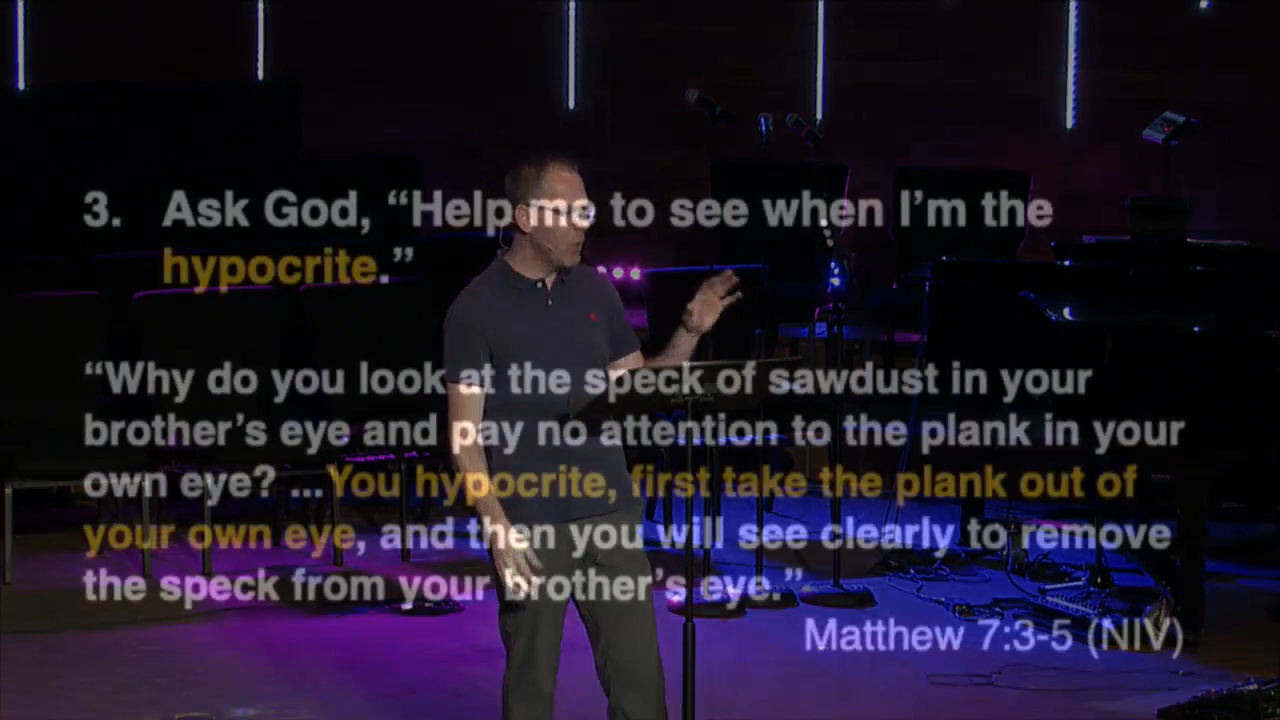 3. Ask God, “Help me to see when I’m the
hypocrite.”
“Why do you look at the speck of sawdust in your
brother’s eye and pay no attention to the plank in your
own eye? ...You hypocrite, first take the plank out of
your own eye, and then you will see clearly to remove
the speck from your brother’s eye.”
Matthew 7:3-5 (NIV)